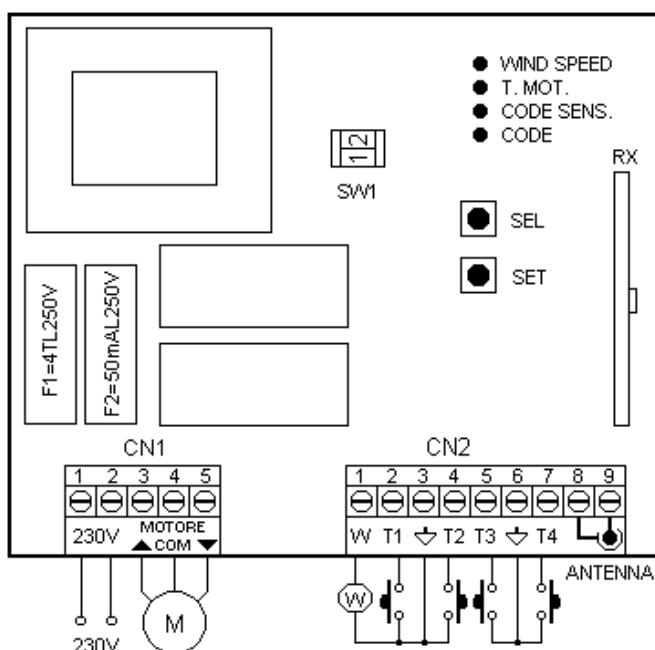 WIND SPEED
T. MOT.
CODE SENS.
CODE
RX
12
SW1
SEL
SET
F1=4TL250V
F2=50mAL250V
CN1
CN2
1 2 3 4 5
1 2 3 4 5 6 7 8 9
230V MOTORE
COM
W T1 T2 T3 T4
ANTENNA
W
M
230V